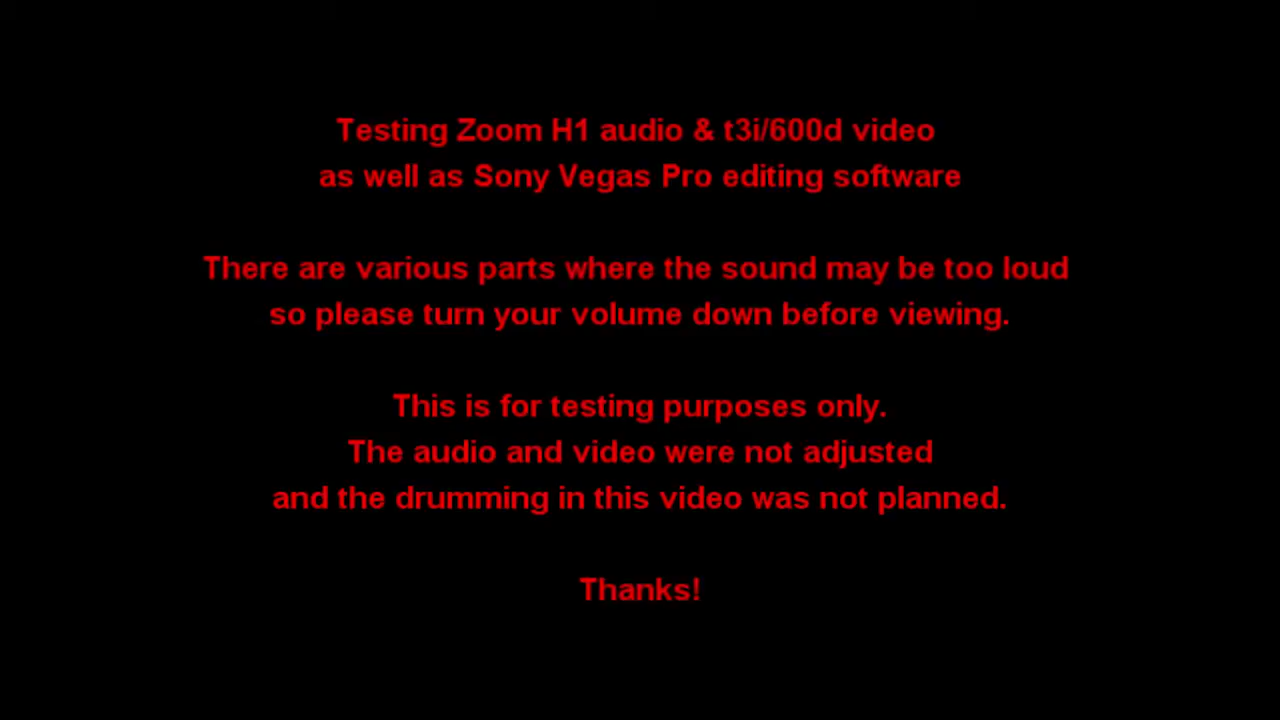 Testing Zoom H1 audio & t3i/600d video
as well as Sony Vegas Pro editing software
There are various parts where the sound may be too loud
so please turn your volume down before viewing.
This is for testing purposes only.
The audio and video were not adjusted
and the drumming in this video was not planned.
Thanks!